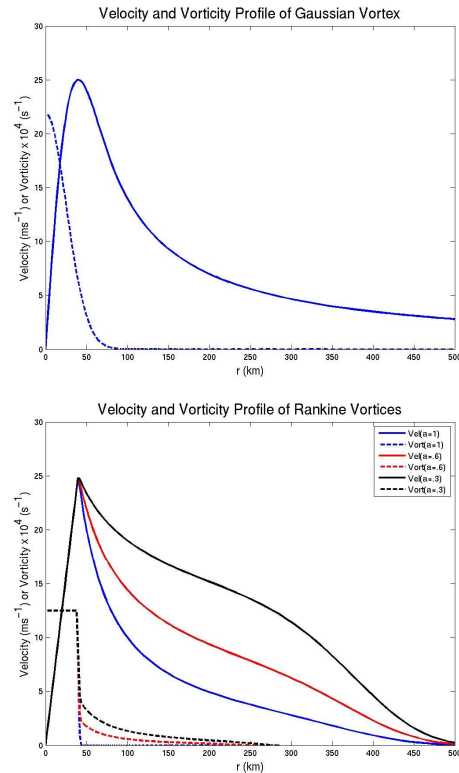 Velocity and Vorticity Profile of Gaussian Vortex
Velocity (ms⁻¹) or Vorticity x 10⁴ (s⁻¹)
30
25
20
15
10
5
0
0 50 100 150 200 250 300 350 400 450 500
r (km)
Velocity and Vorticity Profile of Rankine Vortices
Velocity (ms⁻¹) or Vorticity x 10⁴ (s⁻¹)
30
25
20
15
10
5
0
Vel(a=1)
Vort(a=1)
Vel(a=.6)
Vort(a=.6)
Vel(a=.3)
Vort(a=.3)
0 50 100 150 200 250 300 350 400 450 500
r (km)